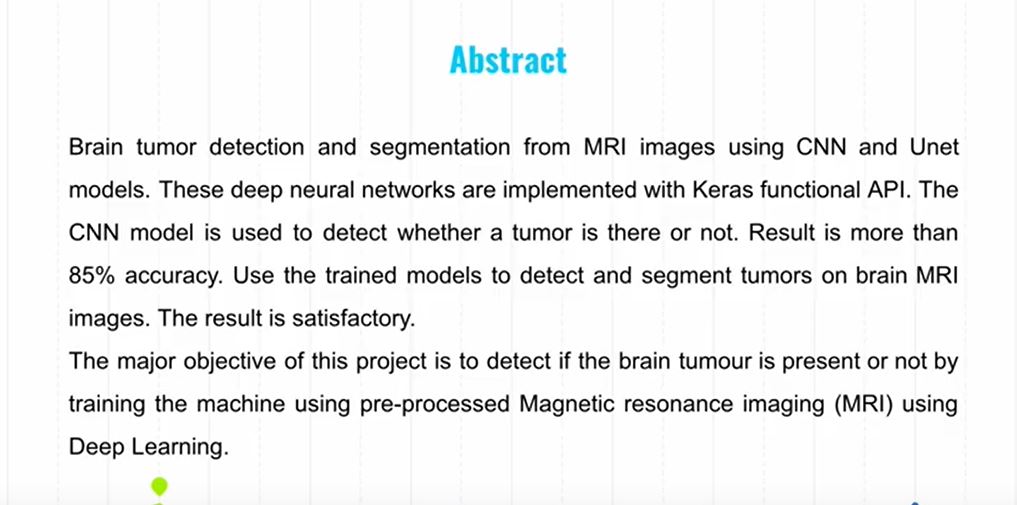 Abstract
Brain tumor detection and segmentation from MRI images using CNN and Unet
models. These deep neural networks are implemented with Keras functional API. The
CNN model is used to detect whether a tumor is there or not. Result is more than
85% accuracy. Use the trained models to detect and segment tumors on brain MRI
images. The result is satisfactory.
The major objective of this project is to detect if the brain tumour is present or not by
training the machine using pre-processed Magnetic resonance imaging (MRI) using
Deep Learning.